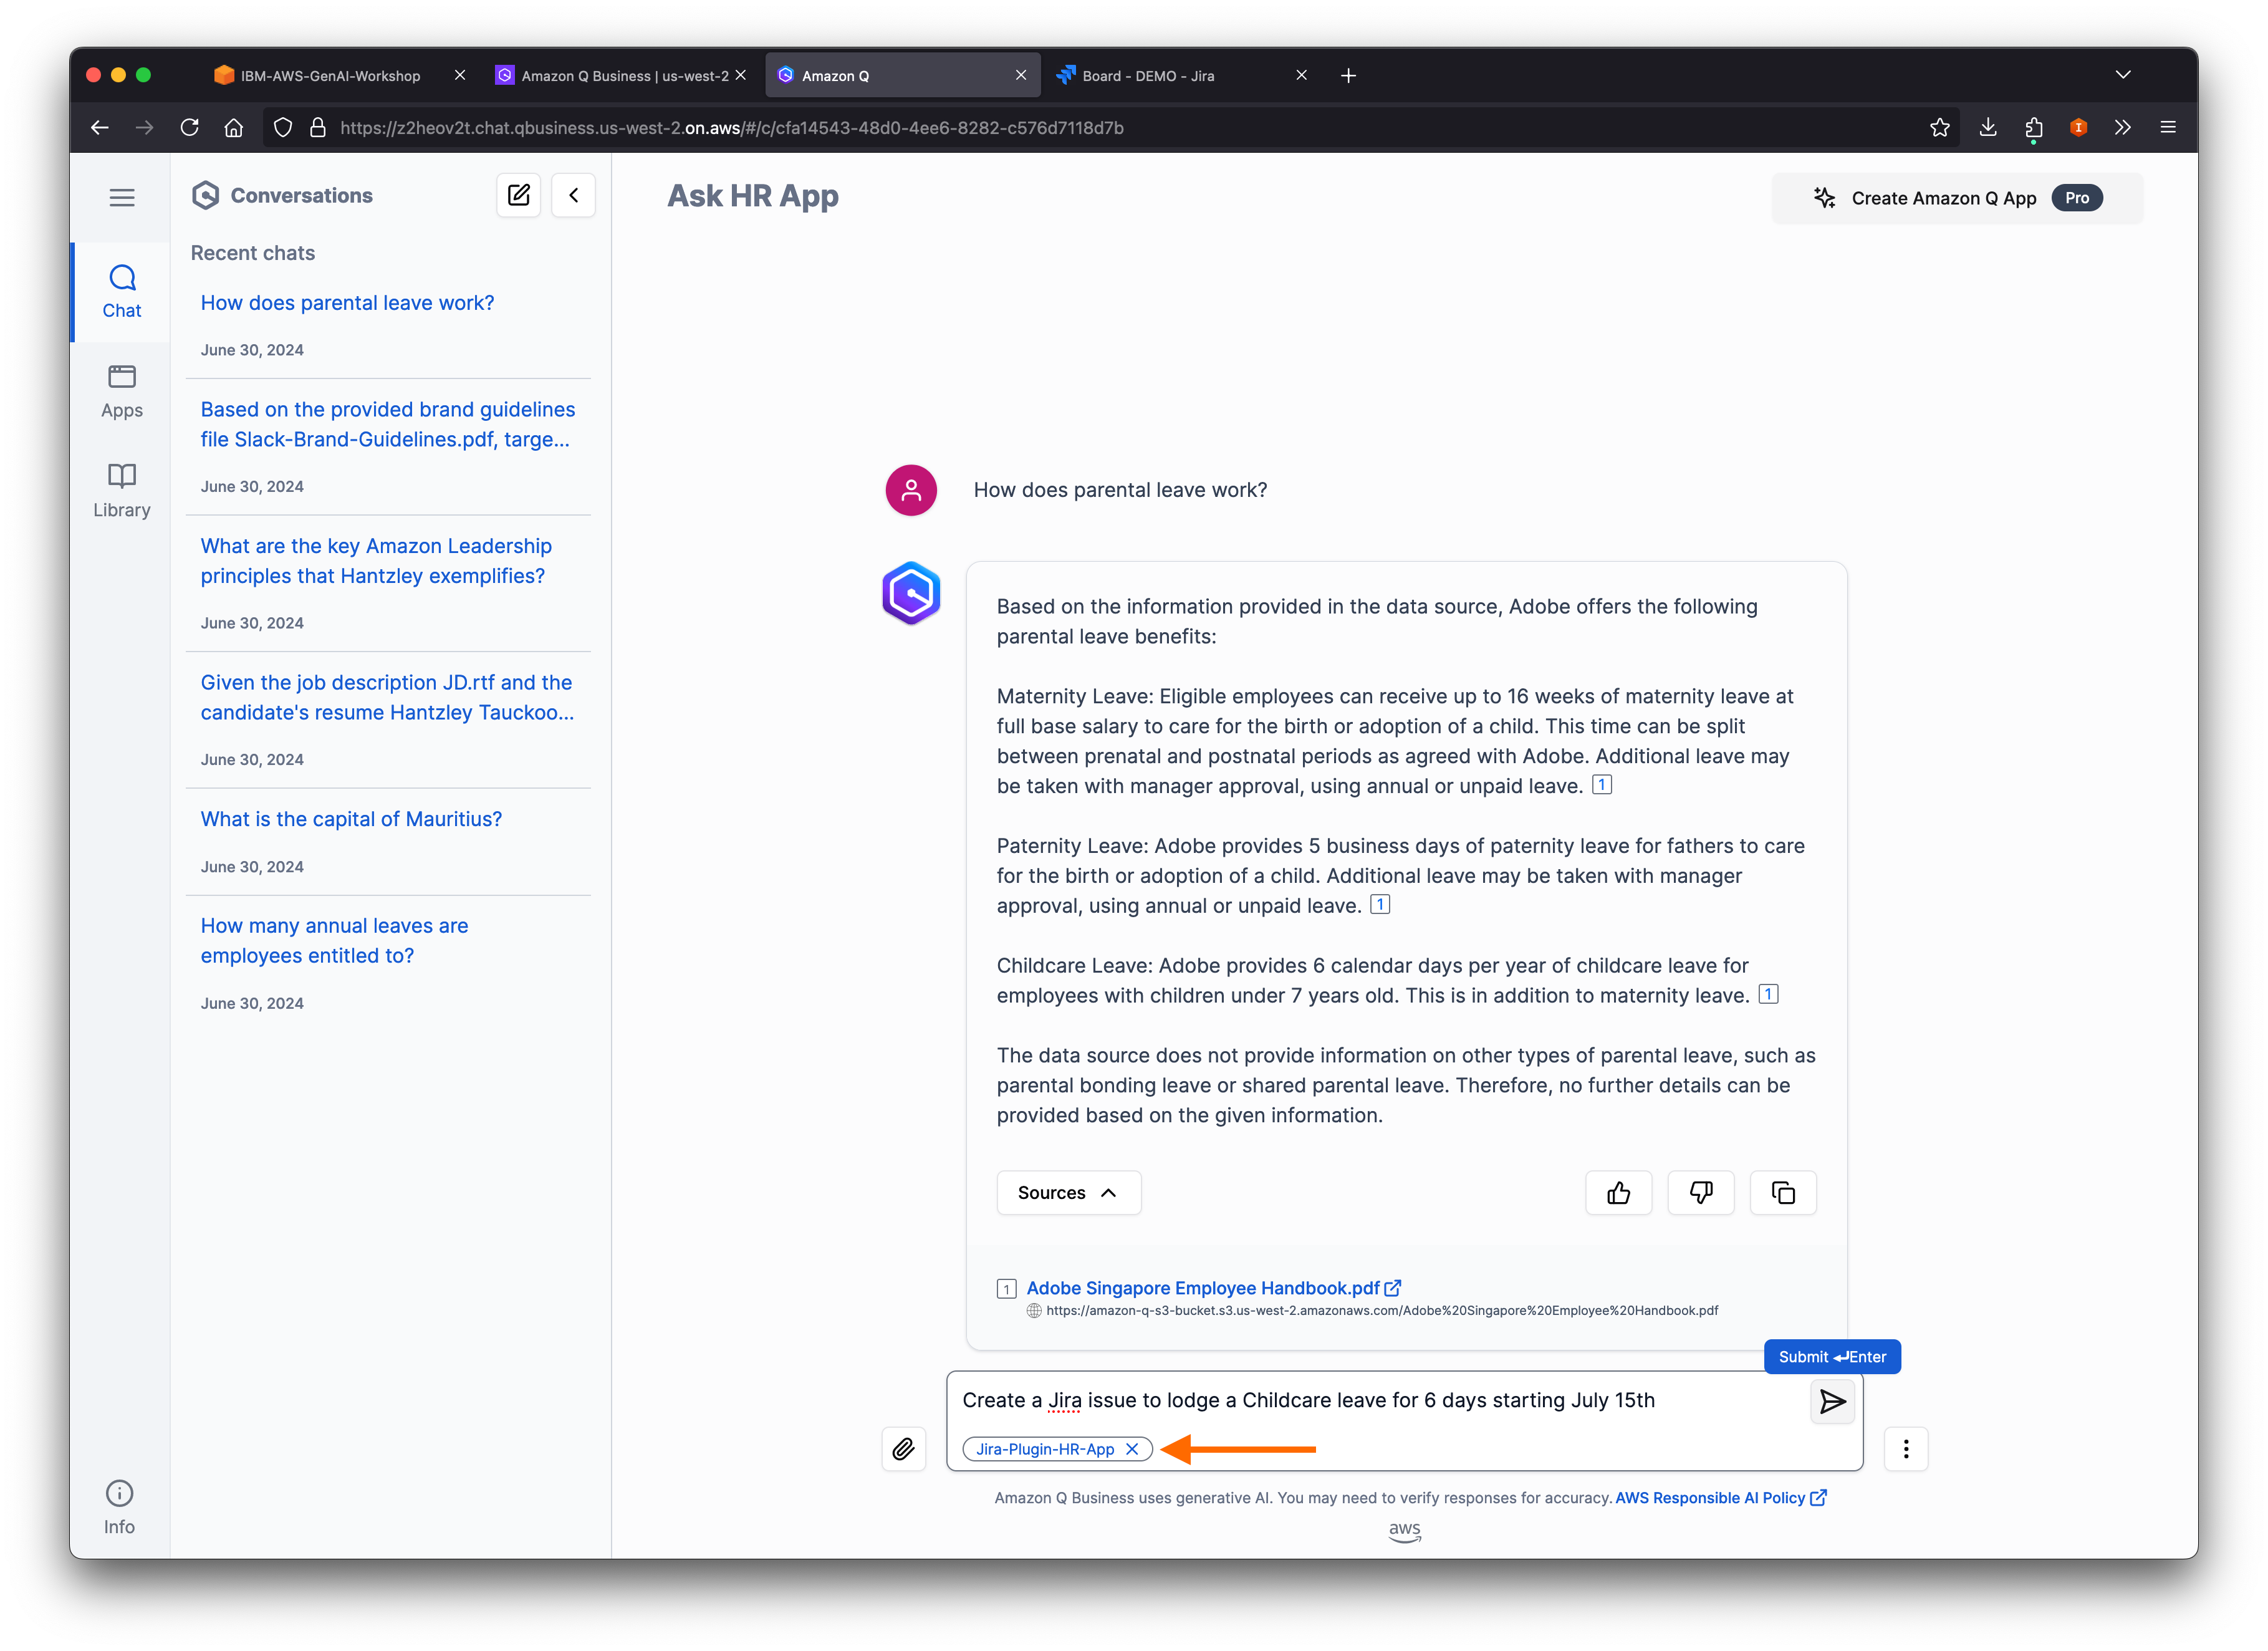 IBM-AWS-GenAI-Workshop
Amazon Q Business | us-west-2
Amazon Q
Board - DEMO - Jira
https://z2heov2t.chat.qbusiness.us-west-2.on.aws/#/c/cfa14543-48d0-4ee6-8282-c576d7118d7b
Chat
Apps
Library
Info
Conversations
Recent chats
How does parental leave work?
June 30, 2024
Based on the provided brand guidelines
file Slack-Brand-Guidelines.pdf, targe...
June 30, 2024
What are the key Amazon Leadership
principles that Hantzley exemplifies?
June 30, 2024
Given the job description JD.rtf and the
candidate's resume Hantzley Tauckoo...
June 30, 2024
What is the capital of Mauritius?
June 30, 2024
How many annual leaves are
employees entitled to?
June 30, 2024
Ask HR App
Create Amazon Q App Pro
How does parental leave work?
Based on the information provided in the data source, Adobe offers the following
parental leave benefits:
Maternity Leave: Eligible employees can receive up to 16 weeks of maternity leave at
full base salary to care for the birth or adoption of a child. This time can be split
between prenatal and postnatal periods as agreed with Adobe. Additional leave may
be taken with manager approval, using annual or unpaid leave. 1
Paternity Leave: Adobe provides 5 business days of paternity leave for fathers to care
for the birth or adoption of a child. Additional leave may be taken with manager
approval, using annual or unpaid leave. 1
Childcare Leave: Adobe provides 6 calendar days per year of childcare leave for
employees with children under 7 years old. This is in addition to maternity leave. 1
The data source does not provide information on other types of parental leave, such as
parental bonding leave or shared parental leave. Therefore, no further details can be
provided based on the given information.
Sources
1 Adobe Singapore Employee Handbook.pdf
https://amazon-q-s3-bucket.s3.us-west-2.amazonaws.com/Adobe%20Singapore%20Employee%20Handbook.pdf
Submit Enter
Create a Jira issue to lodge a Childcare leave for 6 days starting July 15th
Jira-Plugin-HR-App
Amazon Q Business uses generative AI. You may need to verify responses for accuracy. AWS Responsible AI Policy
aws